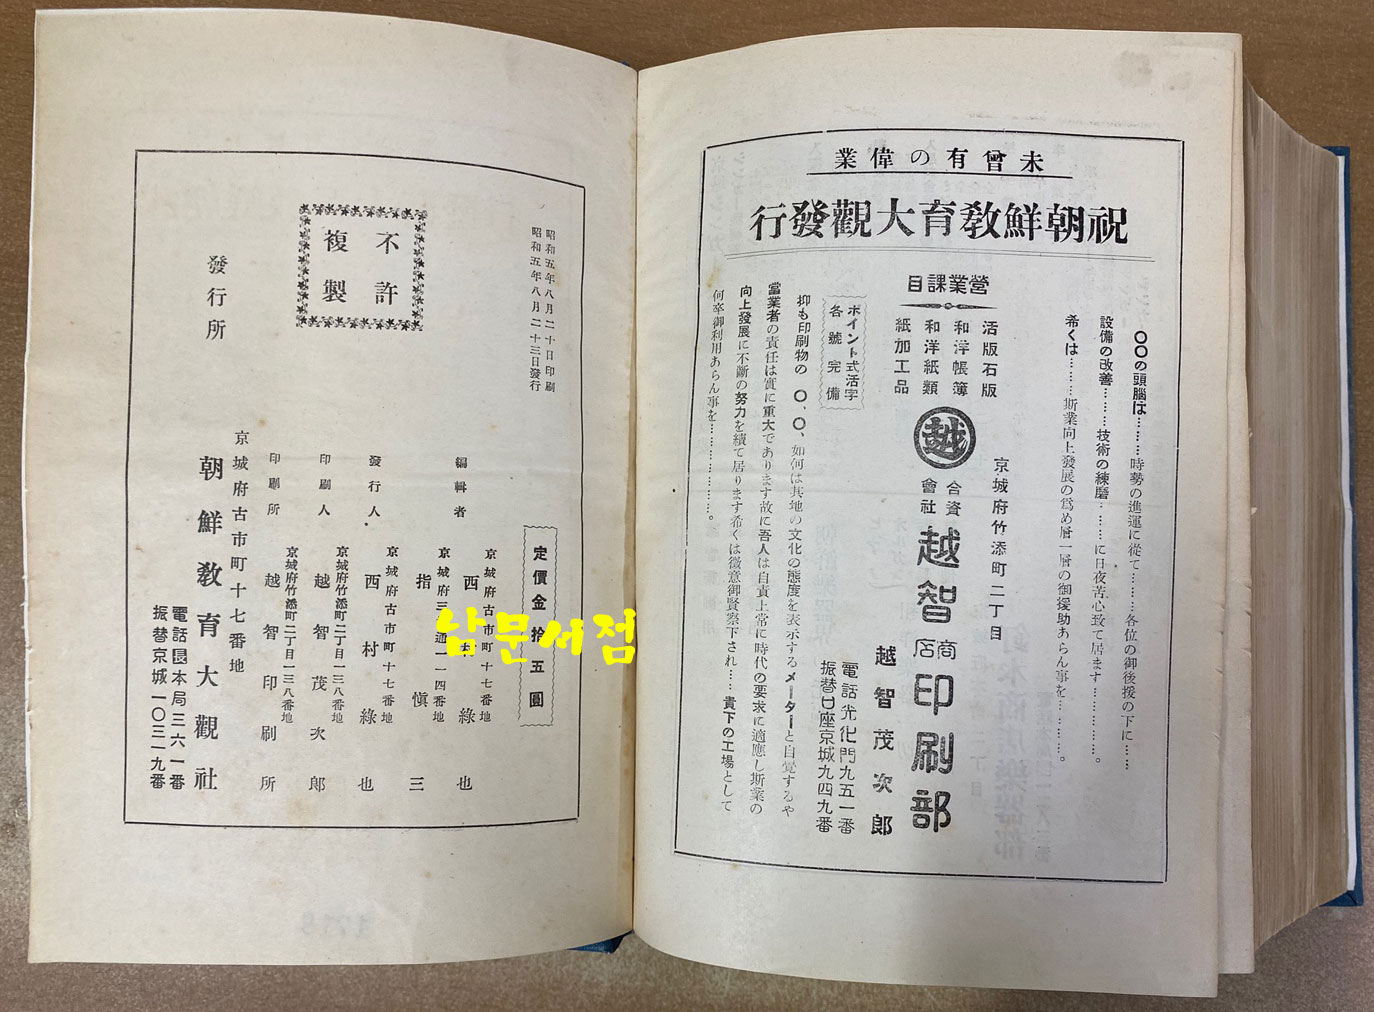 未曾有の偉業
祝朝鮮教育大觀發行
〇〇の頭腦は………時勢の進運に從て………各位の御後援の下に……
設備の改善………技術の練磨………に日夜苦心致て居ます……………。
希くは………斯業向上發展の爲め層一層の御援助あらん事を…………。
營業課目
活版石版
和洋帳簿
和洋紙類
紙加工品
京城府竹添町二丁目
越
合資會社
越智商店印刷部
越智茂次郎
電話光化門九五一番
振替口座京城九四九番
ポイント式活字
各號完備
抑も印刷物の〇、〇、如何は其地の文化の態度を表示するメーターと自覺するや
當業者の責任は實に重大であります故に吾人は自責上常に時代の要求に適應し斯業の
向上發展に不斷の努力を續て居ります希くは微意御賢察下され……貴下の工場として
何卒御利用あらん事を………………。
昭和五年八月二十日印刷
昭和五年八月二十三日發行
不許
複製
定價金拾五圓
編輯者
京城府古市町十七番地
西村綠也
京城府三 通一一四番地
指 愼三
發行人
京城府古市町十七番地
西村綠也
印刷人
京城府竹添町二丁目一三八番地
越智茂次郎
印刷所
京城府竹添町二丁目一三八番地
越智印刷所
發行所
京城府古市町十七番地
朝鮮敎育大觀社
電話本局三六一一番
振替京城一〇三一九番
남문서점